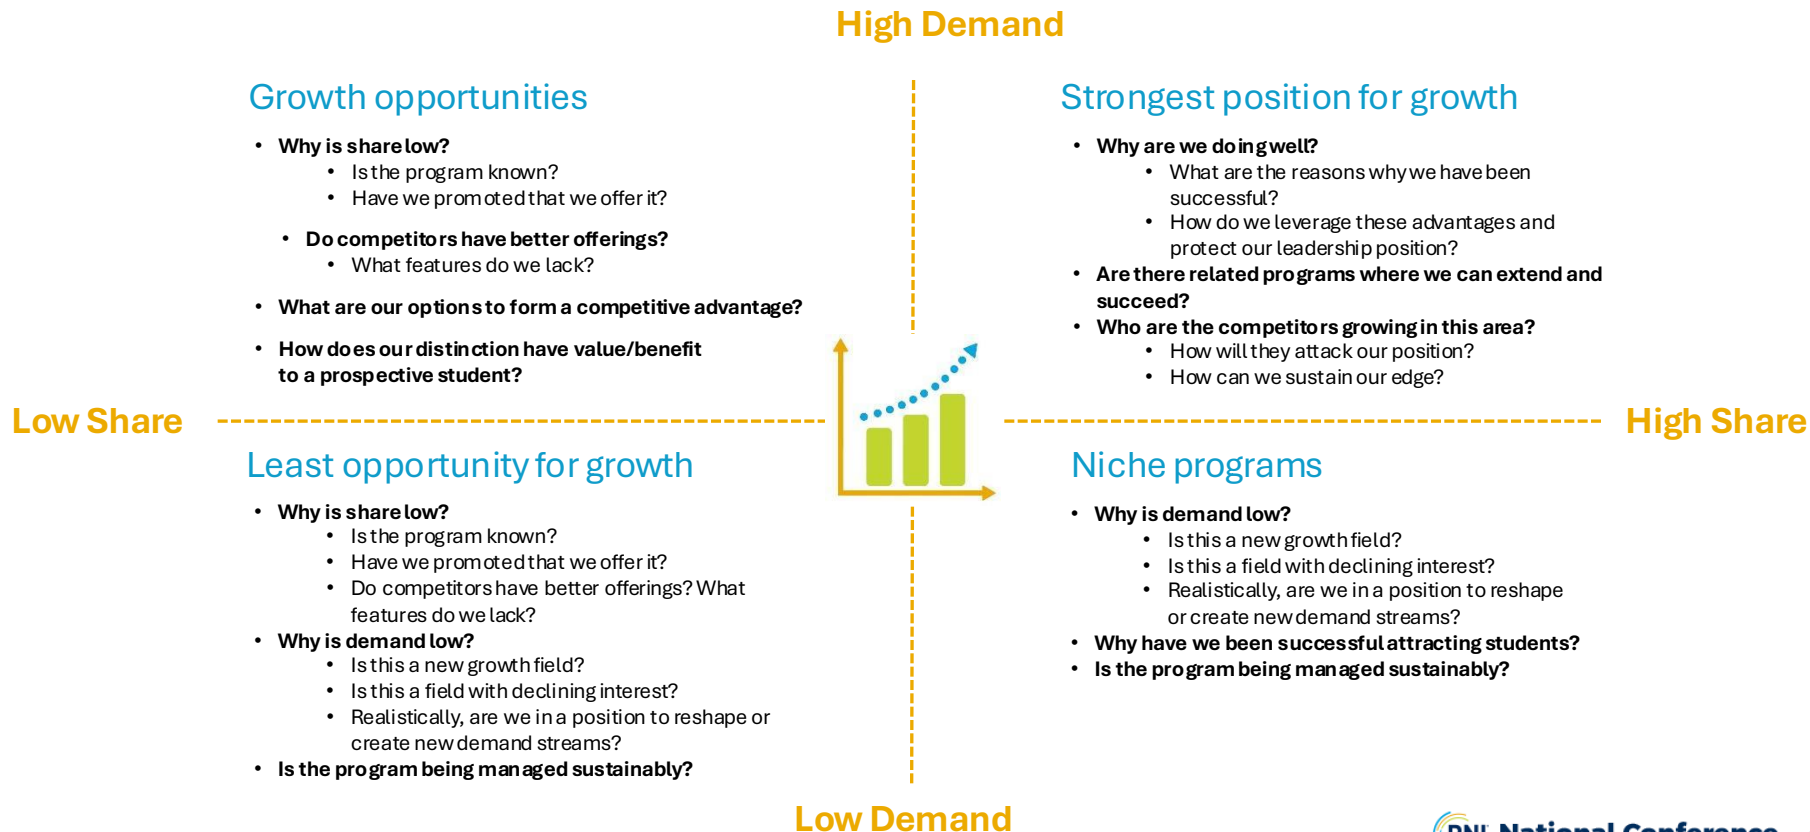 High Demand
Growth opportunities
• Why is share low?
• Is the program known?
• Have we promoted that we offer it?
• Do competitors have better offerings?
• What features do we lack?
• What are our options to form a competitive advantage?
• How does our distinction have value/benefit
to a prospective student?
Strongest position for growth
• Why are we doing well?
• What are the reasons why we have been
successful?
• How do we leverage these advantages and
protect our leadership position?
• Are there related programs where we can extend and
succeed?
• Who are the competitors growing in this area?
• How will they attack our position?
• How can we sustain our edge?
Low Share
High Share
Least opportunity for growth
• Why is share low?
• Is the program known?
• Have we promoted that we offer it?
• Do competitors have better offerings? What
features do we lack?
• Why is demand low?
• Is this a new growth field?
• Is this a field with declining interest?
• Realistically, are we in a position to reshape or
create new demand streams?
• Is the program being managed sustainably?
Niche programs
• Why is demand low?
• Is this a new growth field?
• Is this a field with declining interest?
• Realistically, are we in a position to reshape
or create new demand streams?
• Why have we been successful attracting students?
• Is the program being managed sustainably?
Low Demand
RNL National Conference